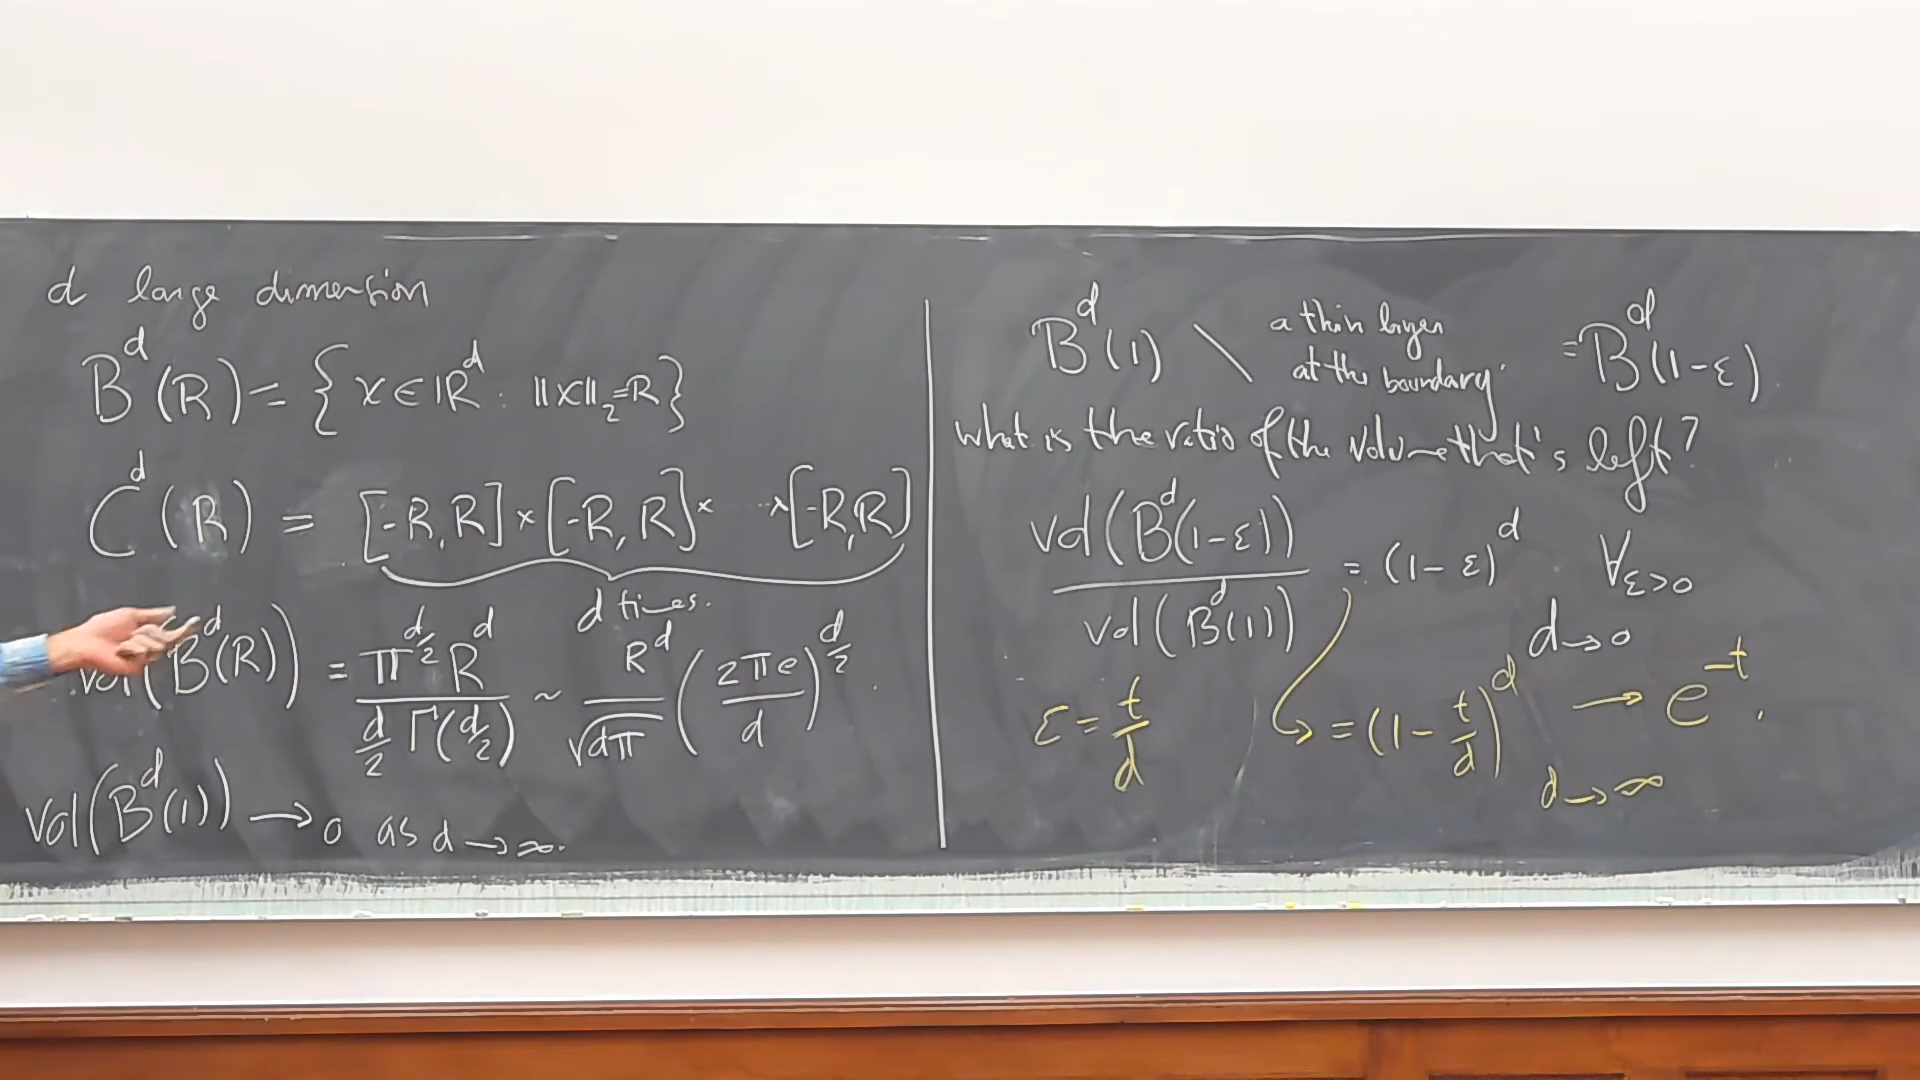 d large dimension
B^d(R) = { x ∈ ℝ^d : ||x||_2 = R }
C^d(R) = [-R,R] × [-R,R] × ... × [-R,R]
d times.
vol(B^d(R)) = π^{d/2} R^d / (d/2 Γ(d/2)) ~ R^d / √(dπ) (2πe / d)^{d/2}.
vol(B^d(1)) → 0 as d → ∞.
B^d(1) \ a thin layer at the boundary. = B^d(1-ε)
what is the ratio of the volume that's left?
vol(B^d(1-ε)) / vol(B^d(1)) = (1-ε)^d ∀ε>0
d → 0
ε = t/d = (1 - t/d)^d → e^{-t}.
d → ∞